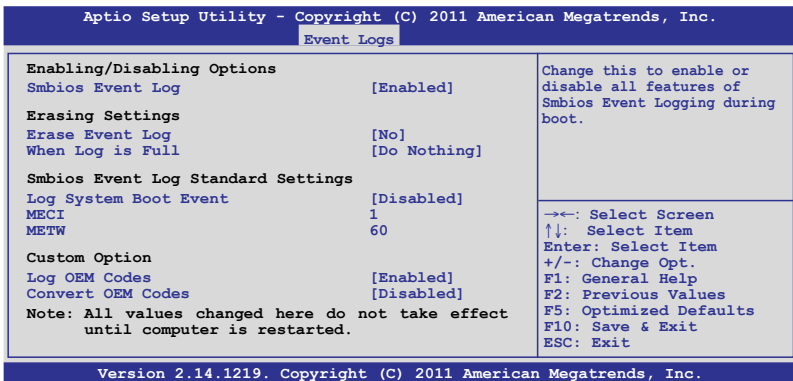 Aptio Setup Utility - Copyright (C) 2011 American Megatrends, Inc.
Event Logs
Enabling/Disabling Options
Smbios Event Log [Enabled]
Erasing Settings
Erase Event Log [No]
When Log is Full [Do Nothing]
Smbios Event Log Standard Settings
Log System Boot Event [Disabled]
MECI 1
METW 60
Custom Option
Log OEM Codes [Enabled]
Convert OEM Codes [Disabled]
Note: All values changed here do not take effect
until computer is restarted.
Change this to enable or
disable all features of
Smbios Event Logging during
boot.
→←: Select Screen
↑↓: Select Item
Enter: Select Item
+/-: Change Opt.
F1: General Help
F2: Previous Values
F5: Optimized Defaults
F10: Save & Exit
ESC: Exit
Version 2.14.1219. Copyright (C) 2011 American Megatrends, Inc.